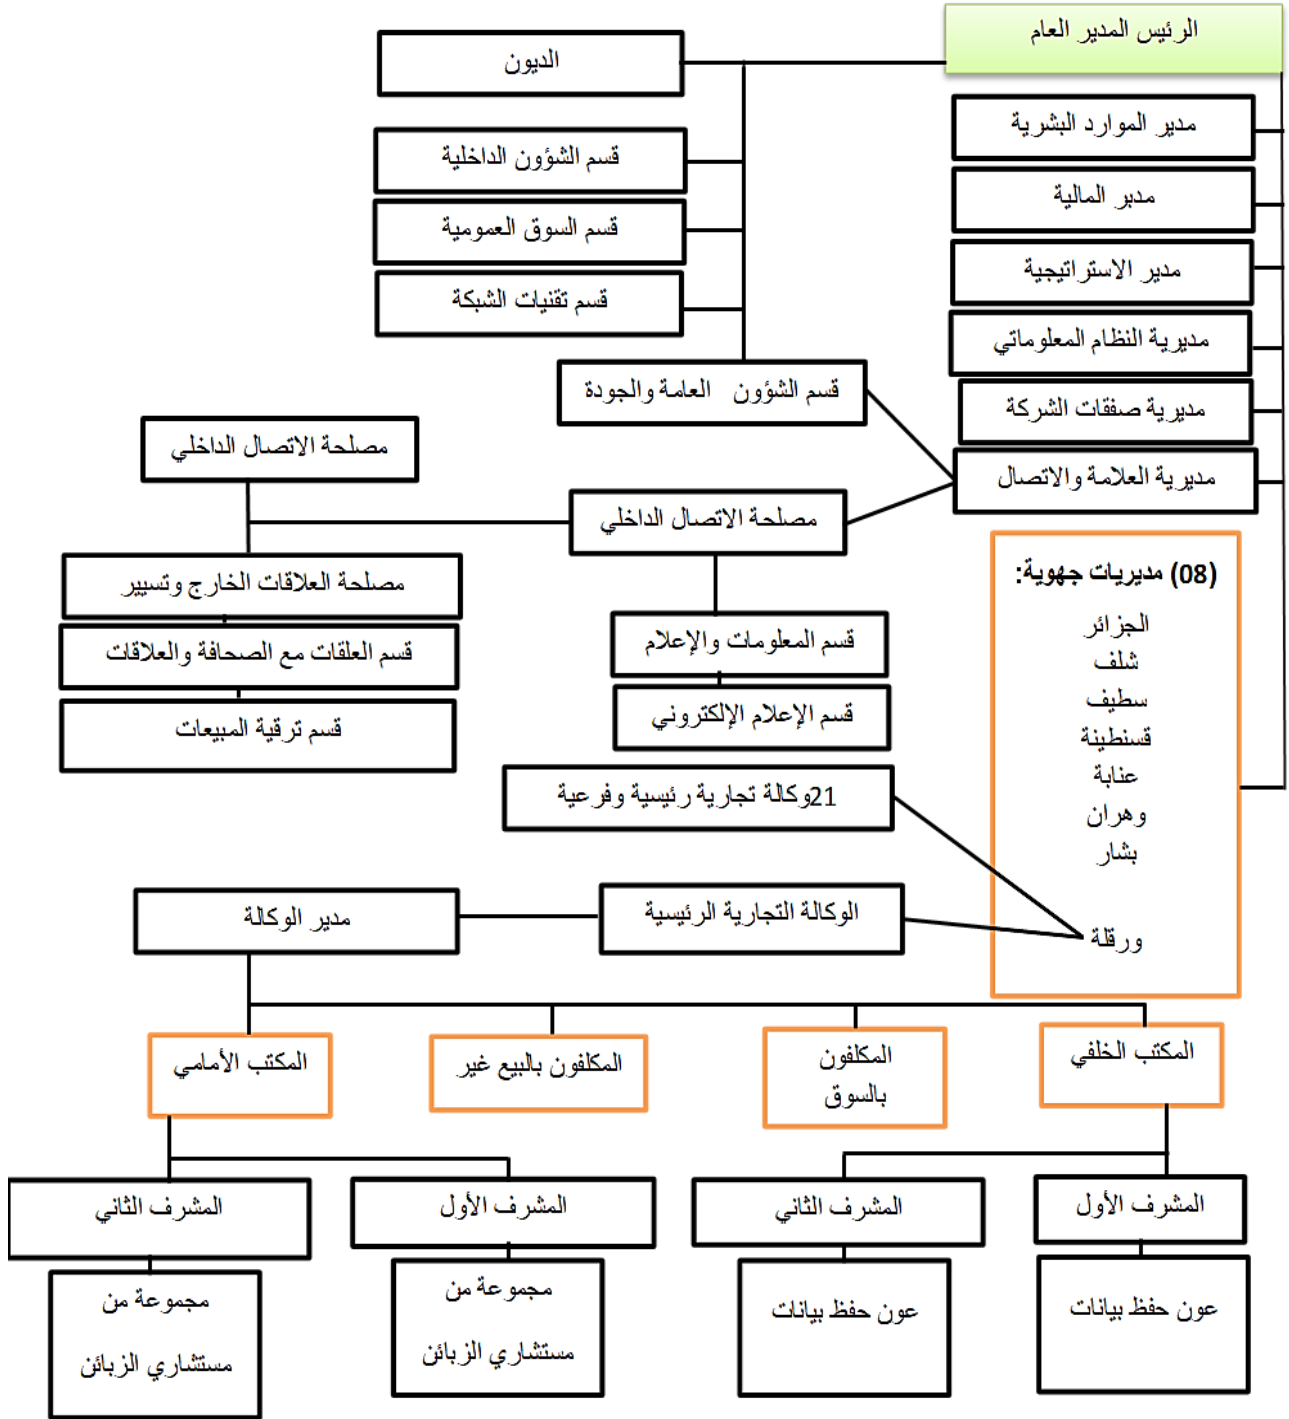 الرئيس المدير العام
الديون
مدير الموارد البشرية
قسم الشؤون الداخلية
مدير المالية
قسم السوق العمومية
مدير الاستراتيجية
قسم تقنيات الشبكة
مديرية النظام المعلوماتي
قسم الشؤون العامة والجودة
مديرية صفقات الشركة
مصلحة الاتصال الداخلي
مديرية العلامة والاتصال
مصلحة الاتصال الداخلي
(08) مديريات جهوية:
الجزائر
شلف
سطيف
قسنطينة
عنابة
وهران
بشار
ورقلة
مصلحة العلاقات الخارج وتسيير
قسم العلقات مع الصحافة والعلاقات
قسم ترقية المبيعات
قسم المعلومات والإعلام
قسم الإعلام الإلكتروني
21وكالة تجارية رئيسية وفرعية
الوكالة التجارية الرئيسية
مدير الوكالة
المكتب الخلفي
المكلفون
بالسوق
المكلفون بالبيع غير
المكتب الأمامي
المشرف الأول
المشرف الثاني
المشرف الأول
المشرف الثاني
عون حفظ بيانات
عون حفظ بيانات
مجموعة من
مستشاري الزبائن
مجموعة من
مستشاري الزبائن